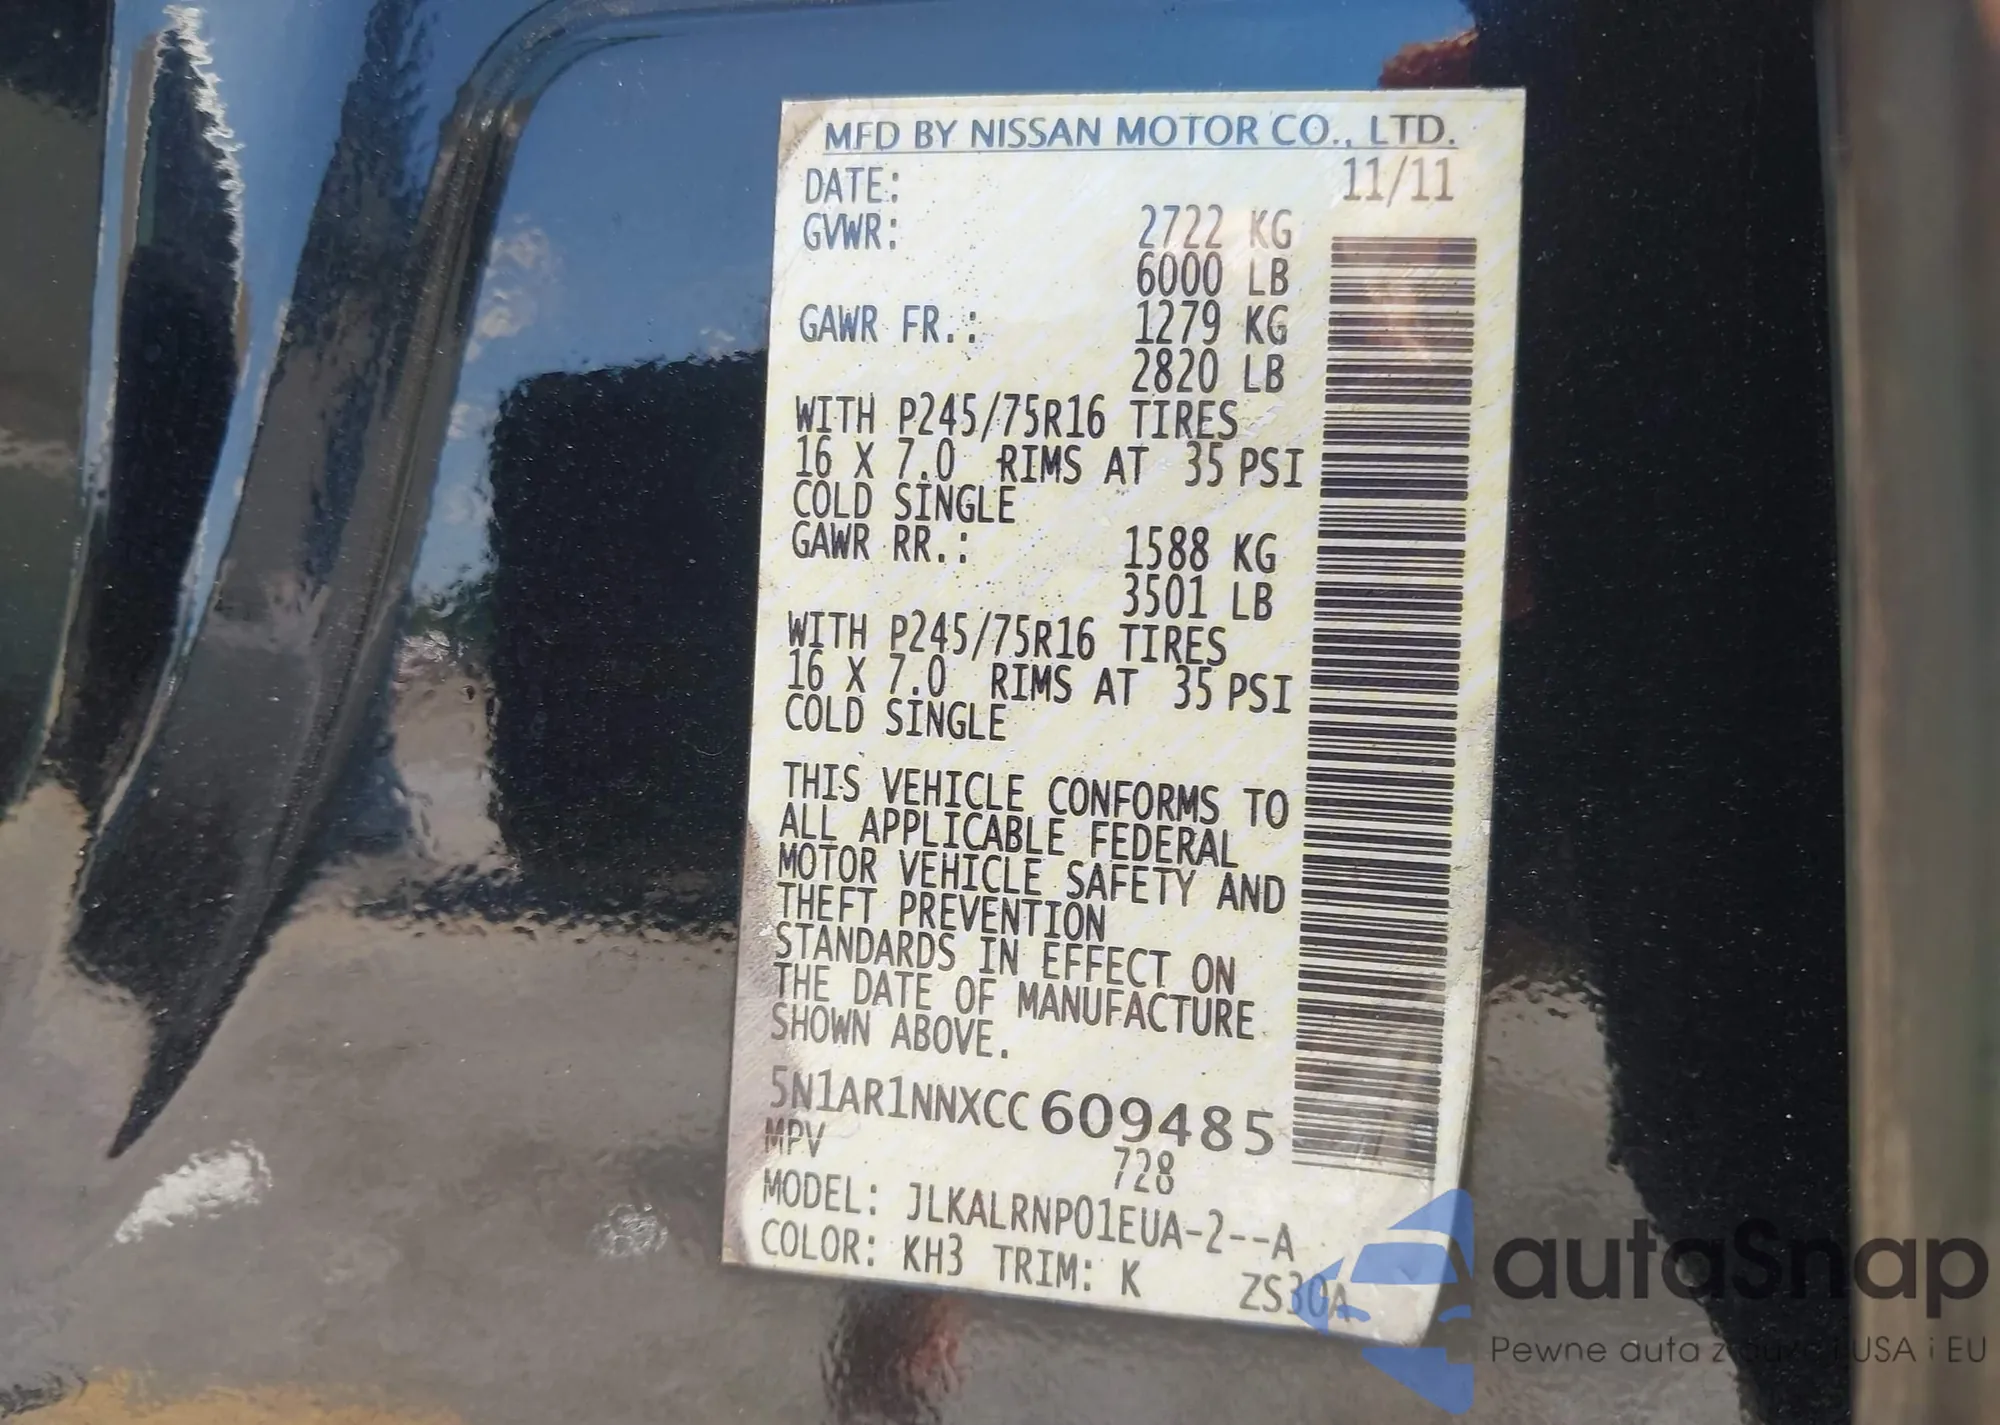 MFD BY NISSAN MOTOR CO., LTD.
DATE: 11/11
GVWR: 2722 KG
6000 LB
GAWR FR.: 1279 KG
2820 LB
WITH P245/75R16 TIRES
16 X 7.0 RIMS AT 35 PSI
COLD SINGLE
GAWR RR.: 1588 KG
3501 LB
WITH P245/75R16 TIRES
16 X 7.0 RIMS AT 35 PSI
COLD SINGLE
THIS VEHICLE CONFORMS TO
ALL APPLICABLE FEDERAL
MOTOR VEHICLE SAFETY AND
THEFT PREVENTION
STANDARDS IN EFFECT ON
THE DATE OF MANUFACTURE
SHOWN ABOVE.
5N1AR1NNXCC609485
MPV 728
MODEL: JLKALRNP01EUA-2--A
COLOR: KH3 TRIM: K ZS30A
autaSnap
Pewne auta z USA i EU